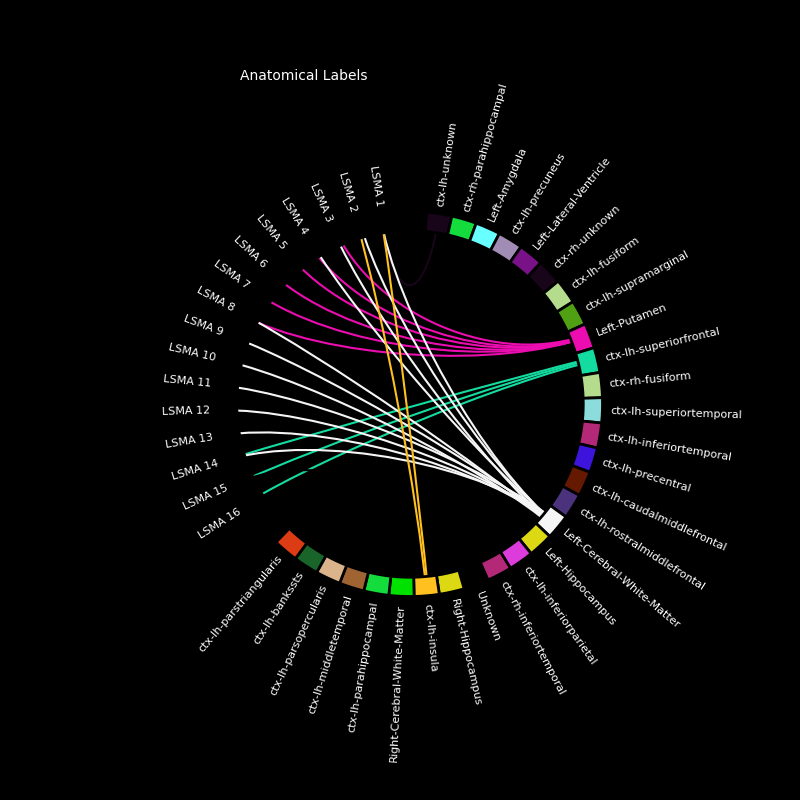 Anatomical Labels
ctx-lh-unknown
ctx-rh-parahippocampal
Left-Amygdala
ctx-lh-precuneus
Left-Lateral-Ventricle
ctx-rh-unknown
ctx-lh-fusiform
ctx-lh-supramarginal
Left-Putamen
ctx-lh-superiorfrontal
ctx-rh-fusiform
ctx-lh-superiortemporal
ctx-lh-inferiortemporal
ctx-lh-precentral
ctx-lh-caudalmiddlefrontal
ctx-lh-rostralmiddlefrontal
Left-Cerebral-White-Matter
Left-Hippocampus
ctx-lh-inferiorparietal
ctx-rh-inferiortemporal
Unknown
Right-Hippocampus
ctx-lh-insula
Right-Cerebral-White-Matter
ctx-lh-parahippocampal
ctx-lh-middletemporal
ctx-lh-parsopercularis
ctx-lh-bankssts
ctx-lh-parstriangularis
LSMA 16
LSMA 15
LSMA 14
LSMA 13
LSMA 12
LSMA 11
LSMA 10
LSMA 9
LSMA 8
LSMA 7
LSMA 6
LSMA 5
LSMA 4
LSMA 3
LSMA 2
LSMA 1